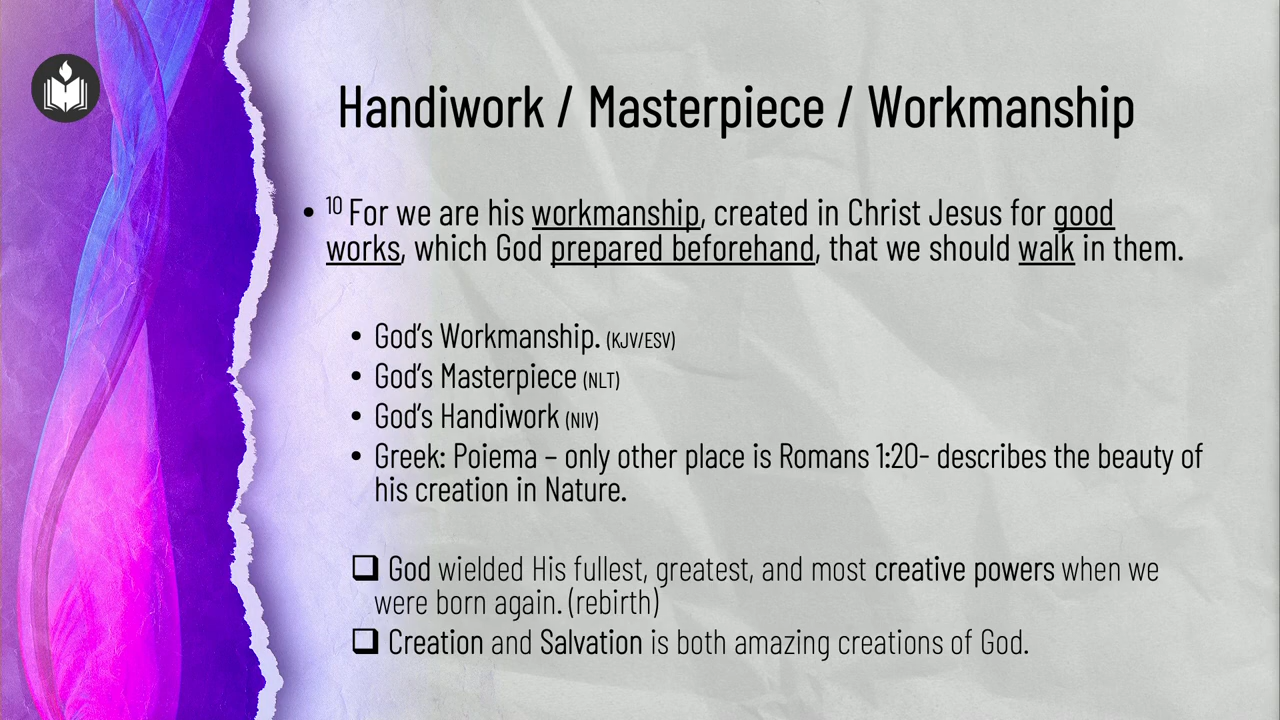 Handiwork / Masterpiece / Workmanship
• ¹⁰ For we are his workmanship, created in Christ Jesus for good
works, which God prepared beforehand, that we should walk in them.
• God's Workmanship. (KJV/ESV)
• God's Masterpiece (NLT)
• God's Handiwork (NIV)
• Greek: Poiema – only other place is Romans 1:20- describes the beauty of
his creation in Nature.
❑ God wielded His fullest, greatest, and most creative powers when we
were born again. (rebirth)
❑ Creation and Salvation is both amazing creations of God.